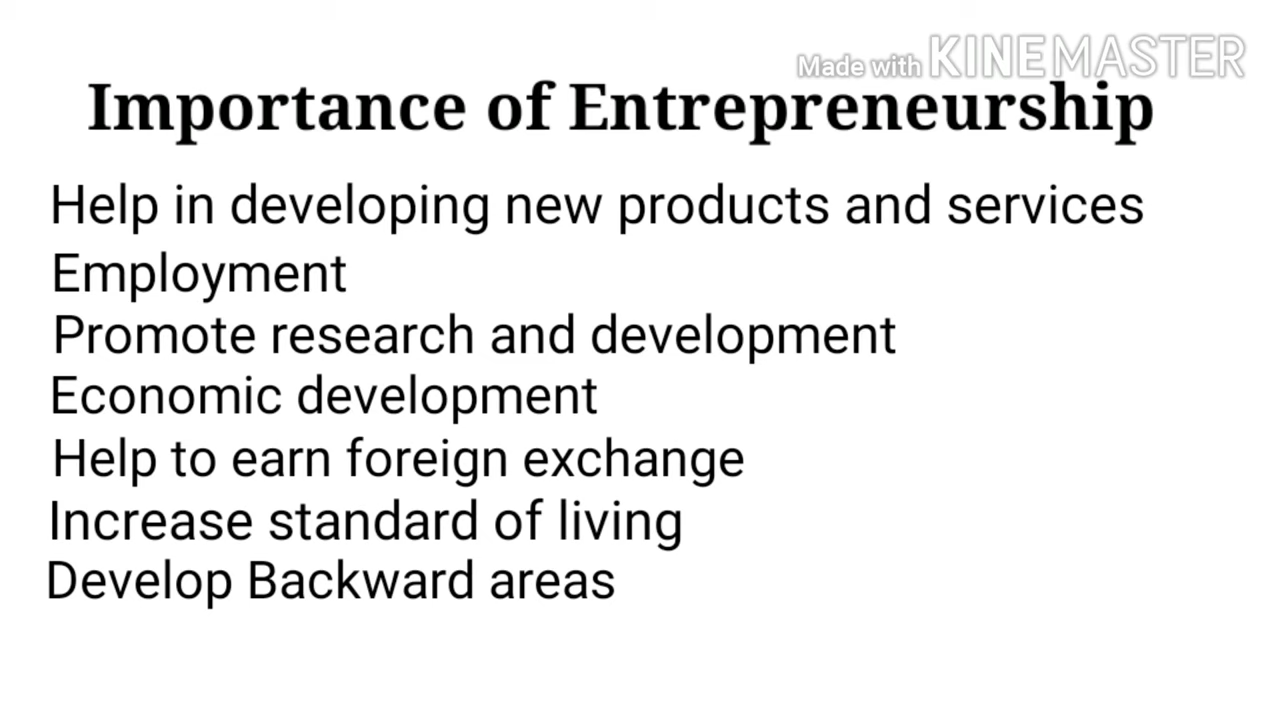 Made with KINEMASTER
Importance of Entrepreneurship
Help in developing new products and services
Employment
Promote research and development
Economic development
Help to earn foreign exchange
Increase standard of living
Develop Backward areas